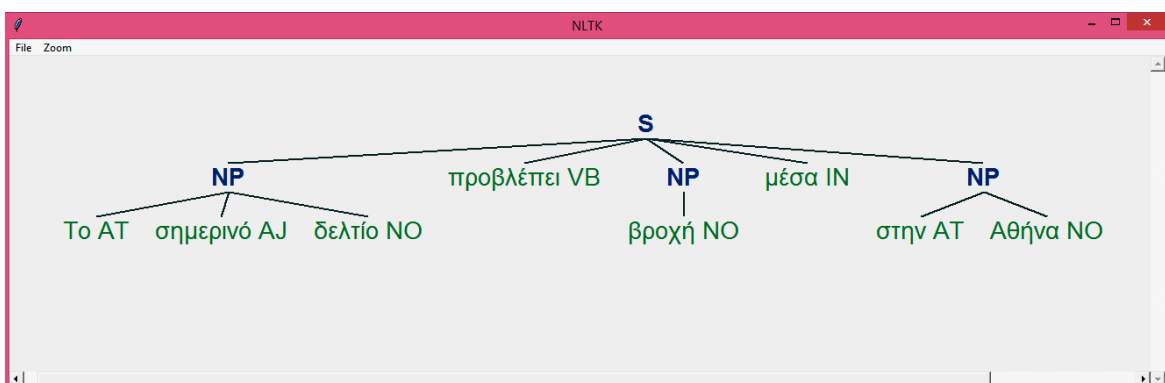 NLTK
File Zoom
S
NP προβλέπει VB NP μέσα IN NP
Το AT σημερινό AJ δελτίο NO βροχή NO στην AT Αθήνα NO